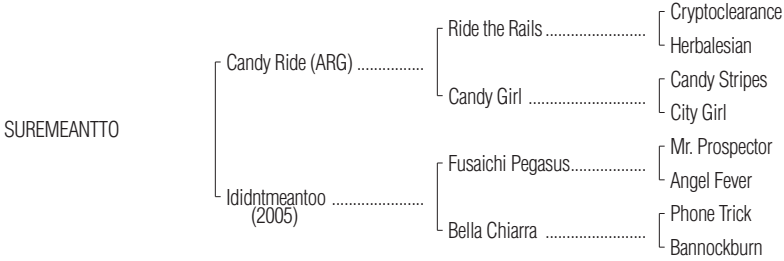 Cryptoclearance
Ride the Rails ........................
Herbalesian
Candy Ride (ARG) ................
Candy Stripes
Candy Girl ............................
City Girl
SUREMEANTTO
Mr. Prospector
Fusaichi Pegasus..................
Angel Fever
Ididntmeantoo ......................
(2005)
Phone Trick
Bella Chiarra ........................
Bannockburn